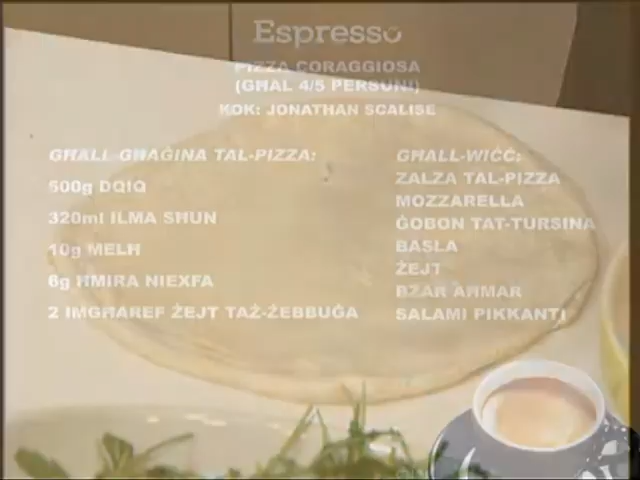 Espresso
PIZZA CORAGGIOSA
(GĦAL 4/5 PERSUNI)
KOK: JONATHAN SCALISE
GĦALL-GĦAĠINA TAL-PIZZA:
500g DQIQ
320ml ILMA SĦUN
10g MELĦ
6g ĦMIRA NIEXFA
2 IMGĦAREF ŻEJT TAŻ-ŻEBBUĠA
GĦALL-WIĊĊ:
ZALZA TAL-PIZZA
MOZZARELLA
ĠOBON TAT-TURSINA
BASLA
ŻEJT
BŻAR AĦMAR
SALAMI PIKKANTI